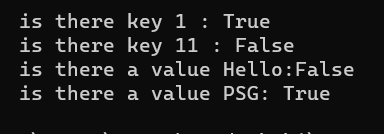 is there key 1 : True
is there key 11 : False
is there a value Hello:False
is there a value PSG: True